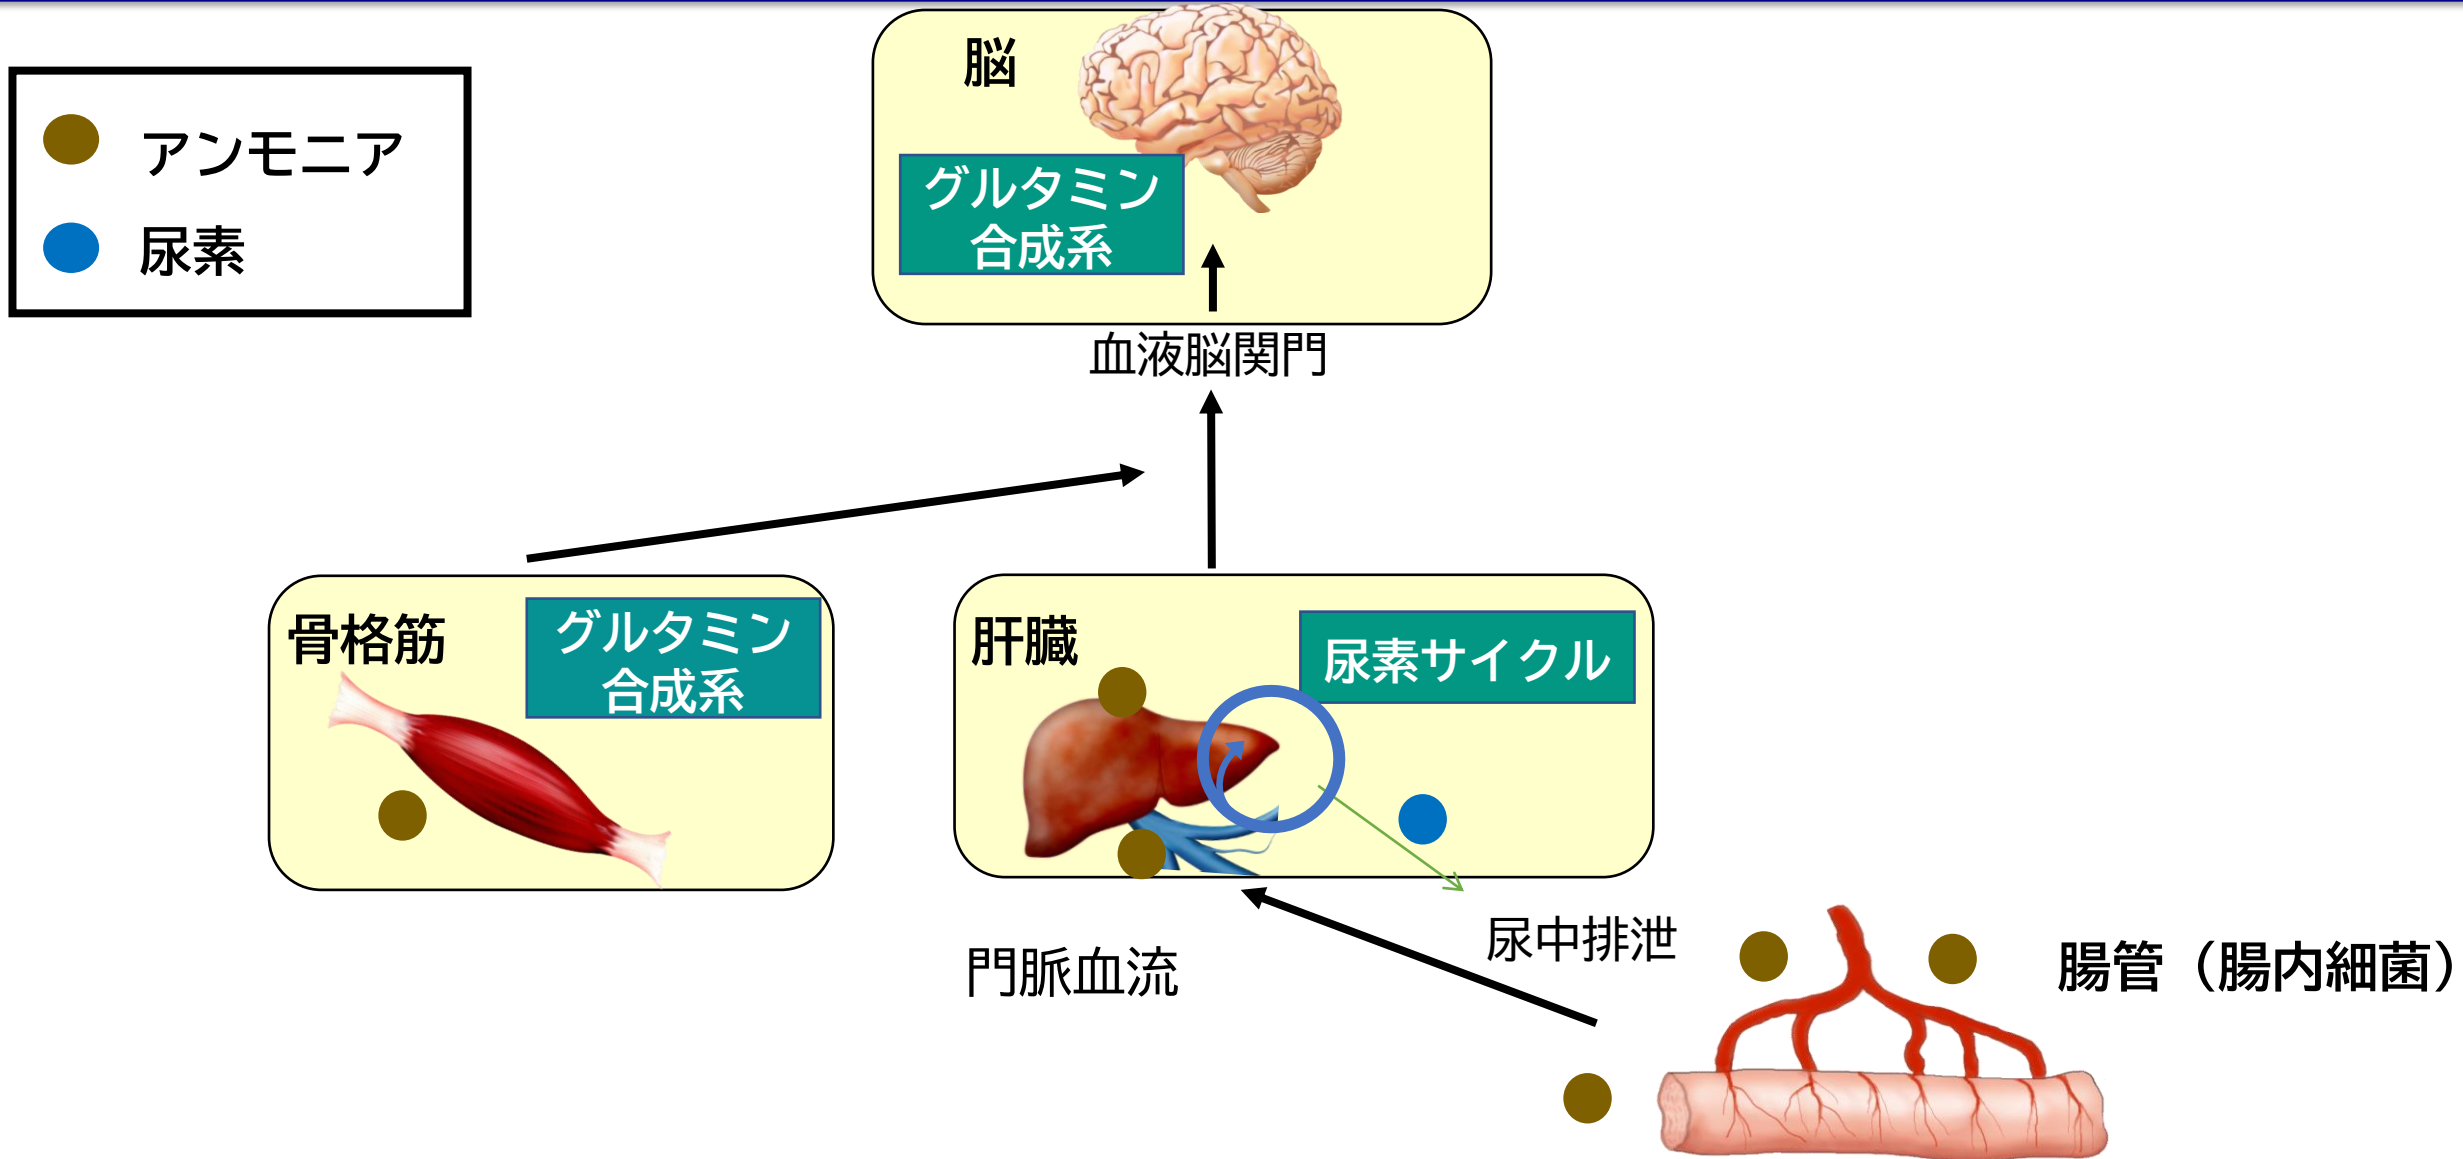 脳
アンモニア
尿素
グルタミン
合成系
血液脳関門
骨格筋
グルタミン
合成系
肝臓
尿素サイクル
尿中排泄
門脈血流
腸管（腸内細菌）